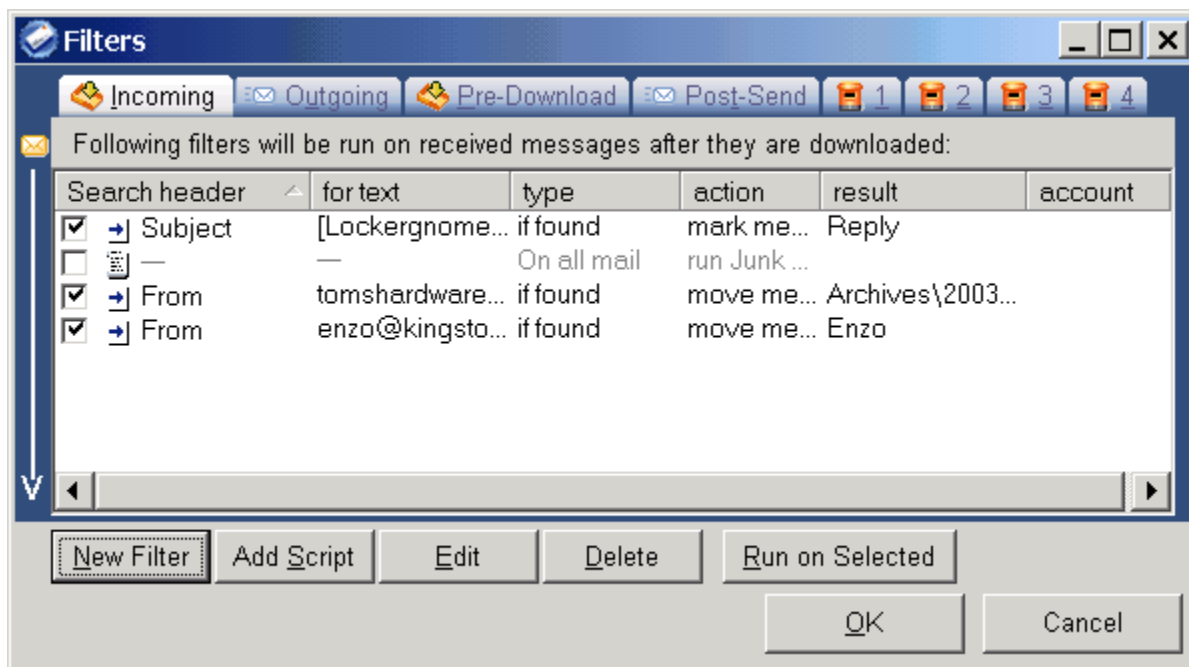 Filters
Incoming Outgoing Pre-Download Post-Send 1 2 3 4
Following filters will be run on received messages after they are downloaded:
Search header for text type action result account
Subject [Lockergnome... if found mark me... Reply
— — On all mail run Junk ...
From tomshardware... if found move me... Archives\2003...
From enzo@kingsto... if found move me... Enzo
New Filter Add Script Edit Delete Run on Selected
OK Cancel